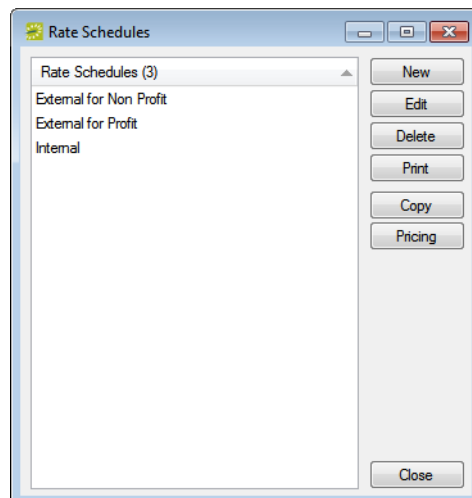 Rate Schedules
Rate Schedules (3)
External for Non Profit
External for Profit
Internal
New
Edit
Delete
Print
Copy
Pricing
Close